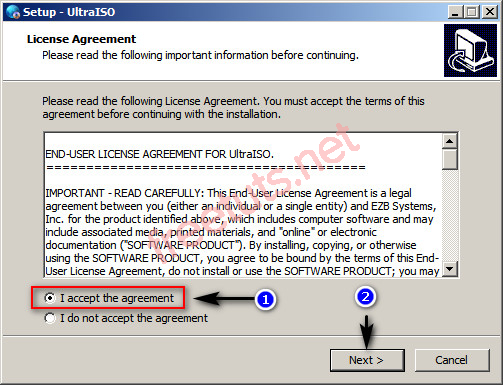 Setup - UltraISO
License Agreement
Please read the following important information before continuing.
Please read the following License Agreement. You must accept the terms of this
agreement before continuing with the installation.
END-USER LICENSE AGREEMENT FOR UltraISO.
========================================
IMPORTANT - READ CAREFULLY: This End-User License Agreement is a legal
agreement between you (either an individual or a single entity) and EZB Systems,
Inc. for the product identified above, which includes computer software and may
include associated media, printed materials, and "online" or electronic
documentation ("SOFTWARE PRODUCT"). By installing, copying, or otherwise
using the SOFTWARE PRODUCT, you agree to be bound by the terms of this End-
User License Agreement, do not install or use the SOFTWARE PRODUCT; you may
freetuts.net
I accept the agreement
1
2
I do not accept the agreement
Next >
Cancel